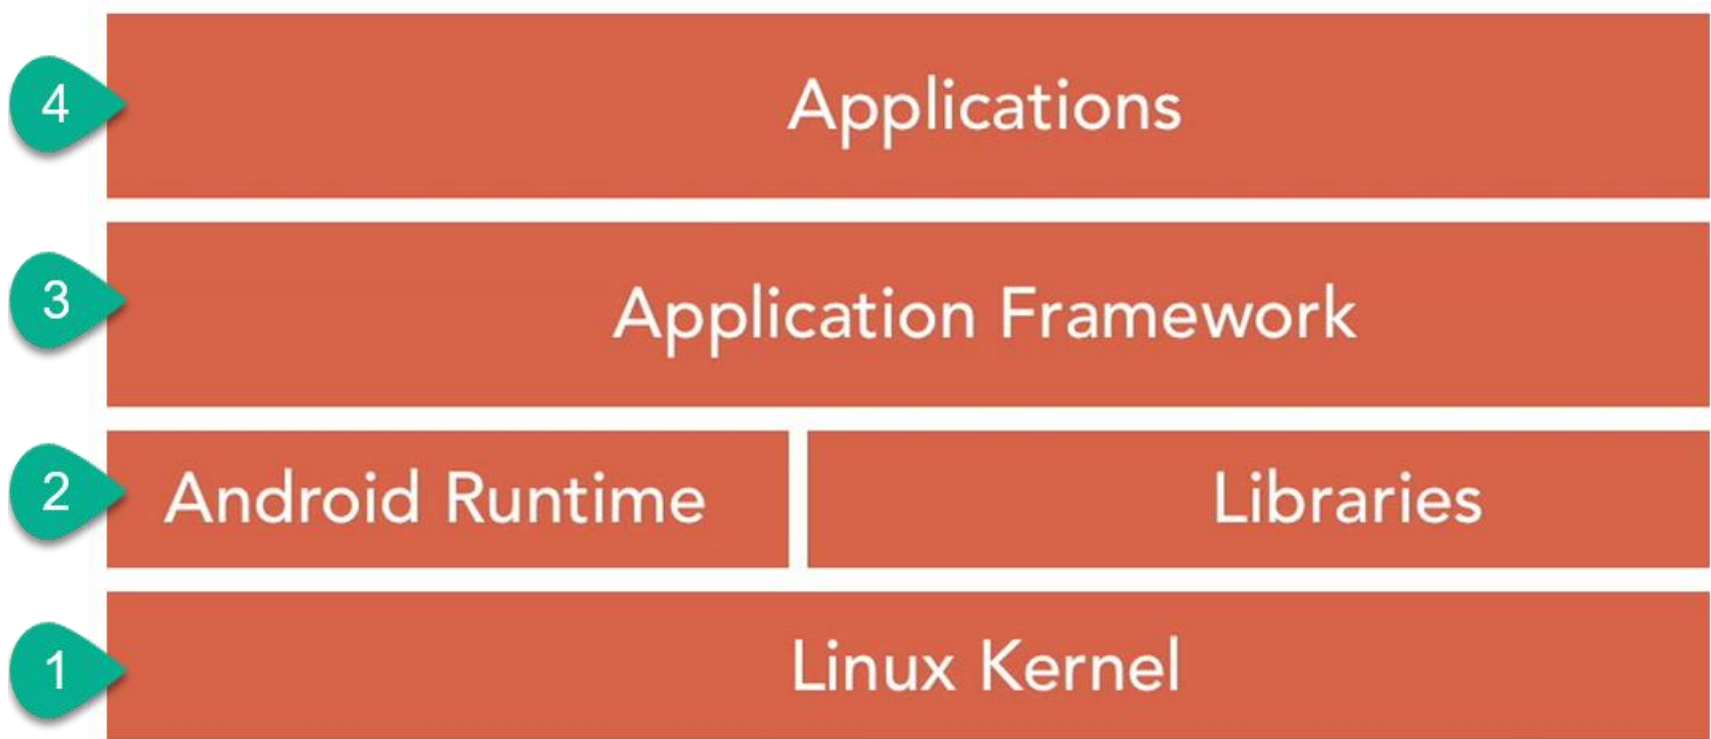 4
Applications
3
Application Framework
2
Android Runtime
Libraries
1
Linux Kernel